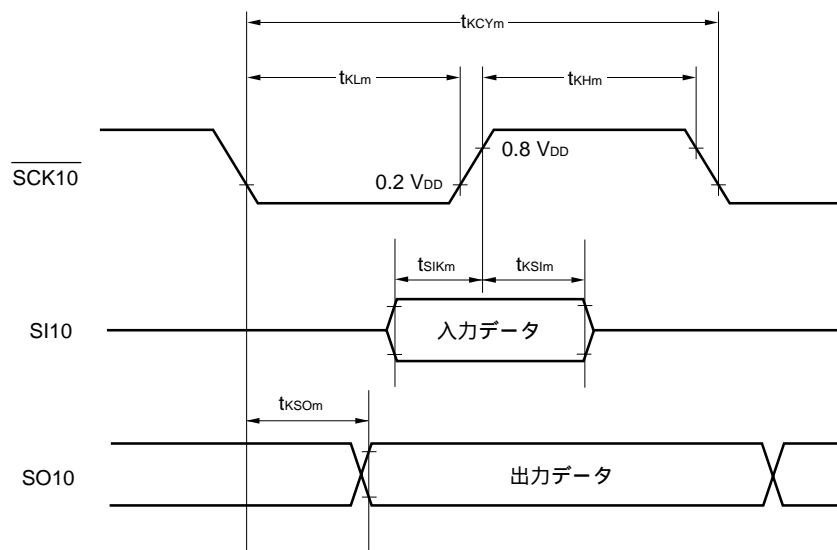 tKCYm
tKLm
tKHm
SCK10
0.2 VDD
0.8 VDD
tSIKm
tKSIm
SI10
入力データ
tKSOm
SO10
出力データ